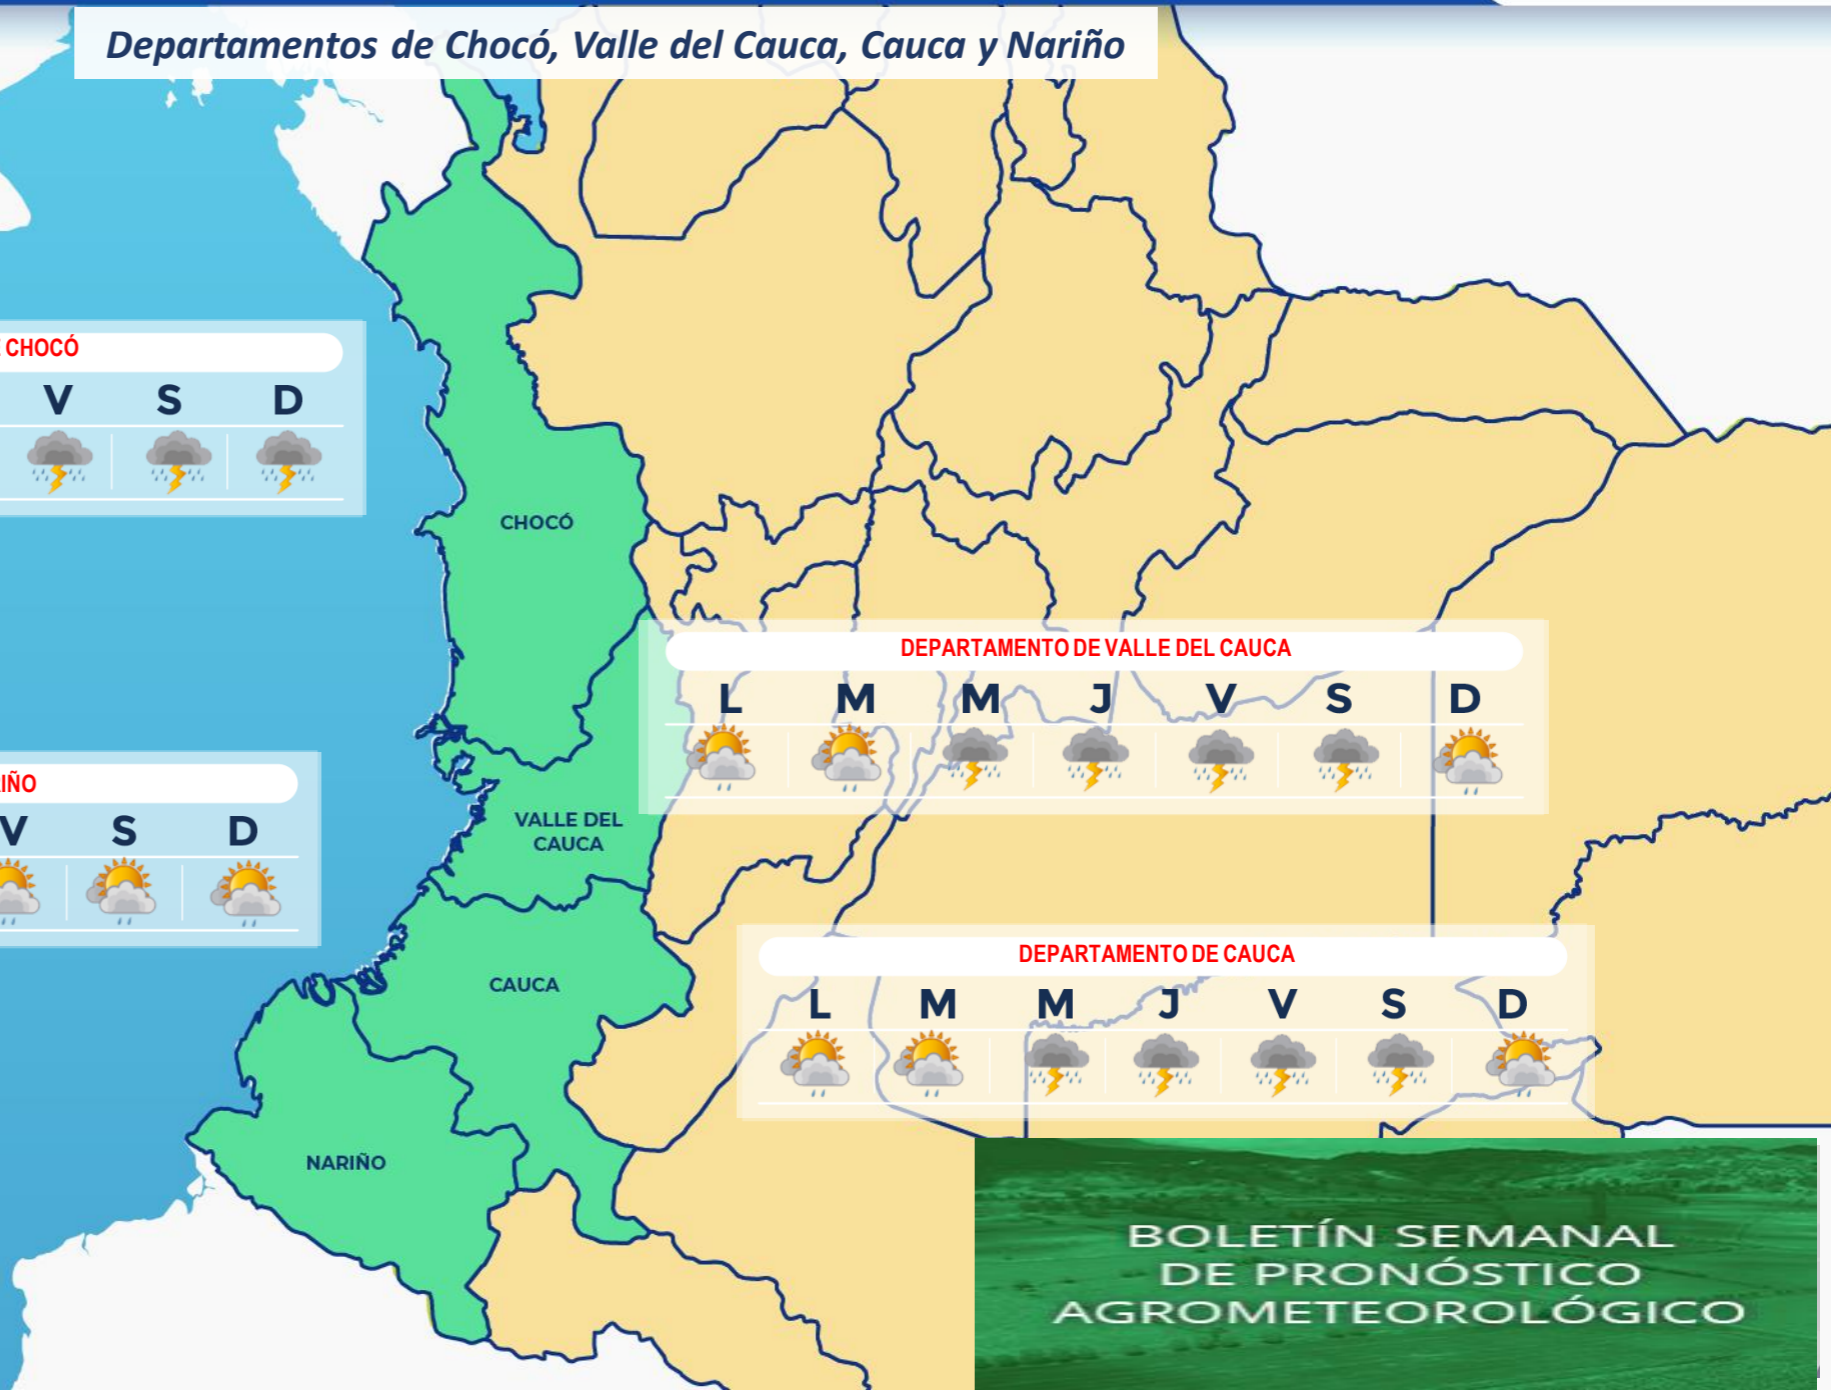 Departamentos de Chocó, Valle del Cauca, Cauca y Nariño
CHOCÓ
V S D
CHOCÓ
DEPARTAMENTO DE VALLE DEL CAUCA
L M M J V S D
V S D
VALLE DEL
CAUCA
DEPARTAMENTO DE CAUCA
L M M J V S D
CAUCA
NARIÑO
BOLETÍN SEMANAL
DE PRONÓSTICO
AGROMETEOROLÓGICO